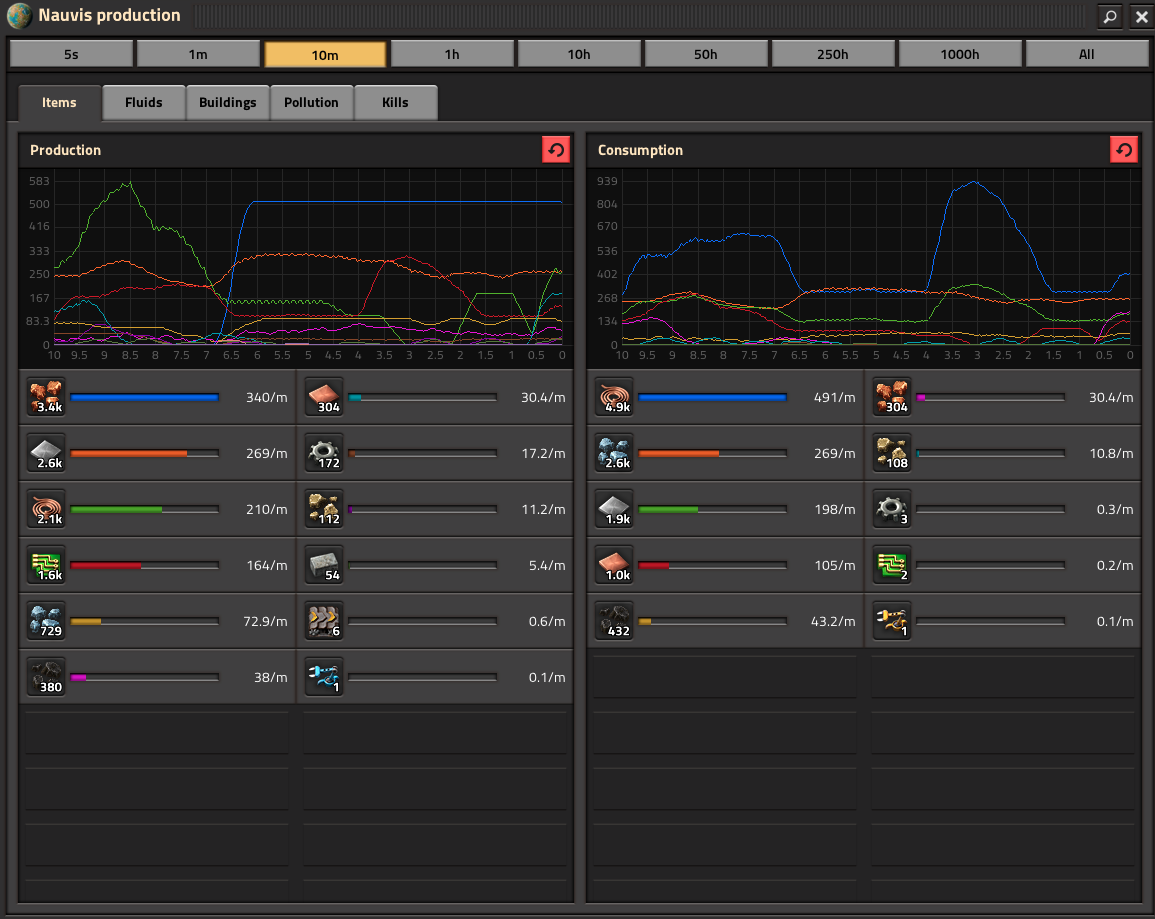 Nauvis production
5s 1m 10m 1h 10h 50h 250h 1000h All
Items Fluids Buildings Pollution Kills
Production
583
500
416
333
250
167
83.3
0
10 9.5 9 8.5 8 7.5 7 6.5 6 5.5 5 4.5 4 3.5 3 2.5 2 1.5 1 0.5 0
3.4k 340/m 304 30.4/m
2.6k 269/m 172 17.2/m
2.1k 210/m 112 11.2/m
1.6k 164/m 54 5.4/m
729 72.9/m 6 0.6/m
380 38/m 1 0.1/m
Consumption
939
804
670
536
402
268
134
0
10 9.5 9 8.5 8 7.5 7 6.5 6 5.5 5 4.5 4 3.5 3 2.5 2 1.5 1 0.5 0
4.9k 491/m 304 30.4/m
2.6k 269/m 108 10.8/m
1.9k 198/m 3 0.3/m
1.0k 105/m 2 0.2/m
432 43.2/m 1 0.1/m